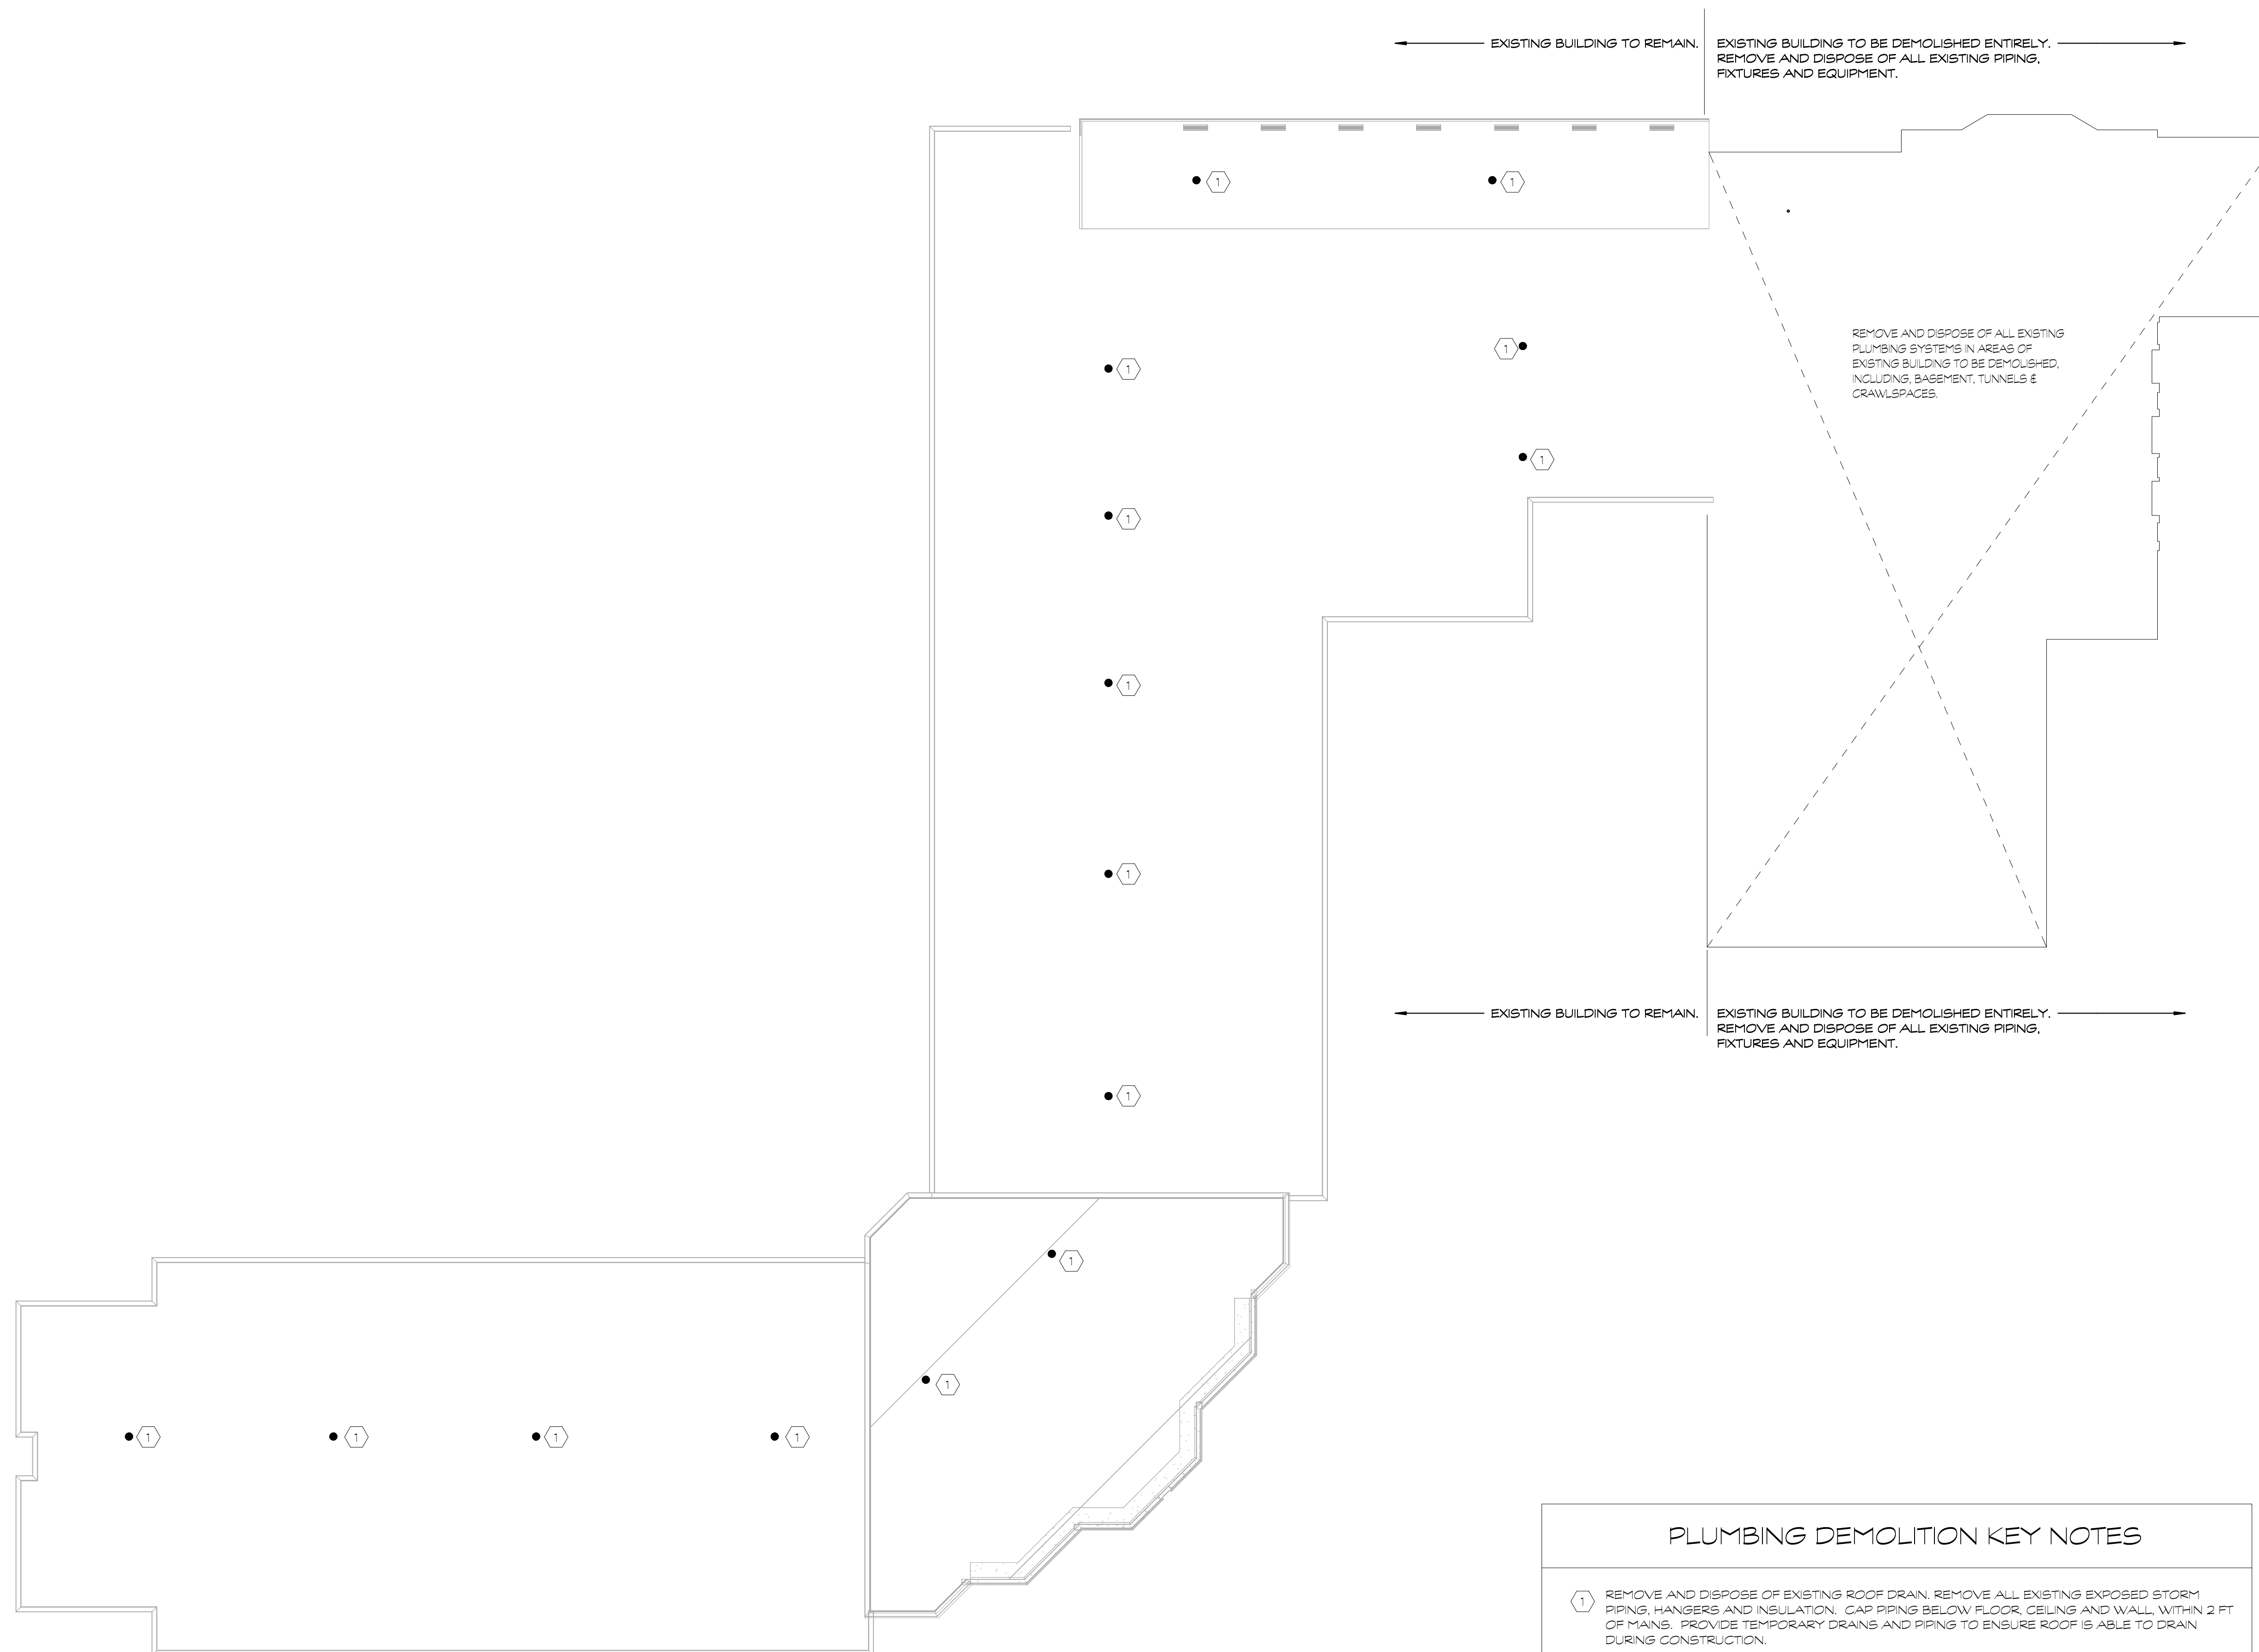 EXISTING BUILDING TO REMAIN.
EXISTING BUILDING TO BE DEMOLISHED ENTIRELY.
REMOVE AND DISPOSE OF ALL EXISTING PIPING,
FIXTURES AND EQUIPMENT.
1
1
REMOVE AND DISPOSE OF ALL EXISTING
PLUMBING SYSTEMS IN AREAS OF
EXISTING BUILDING TO BE DEMOLISHED,
INCLUDING, BASEMENT, TUNNELS &
CRAWLSPACES.
1
1
1
1
1
1
EXISTING BUILDING TO REMAIN.
EXISTING BUILDING TO BE DEMOLISHED ENTIRELY.
REMOVE AND DISPOSE OF ALL EXISTING PIPING,
FIXTURES AND EQUIPMENT.
1
1
1
1
1
1
1
PLUMBING DEMOLITION KEY NOTES
1
REMOVE AND DISPOSE OF EXISTING ROOF DRAIN. REMOVE ALL EXISTING EXPOSED STORM
PIPING, HANGERS AND INSULATION. CAP PIPING BELOW FLOOR, CEILING AND WALL, WITHIN 2 FT
OF MAINS. PROVIDE TEMPORARY DRAINS AND PIPING TO ENSURE ROOF IS ABLE TO DRAIN
DURING CONSTRUCTION.